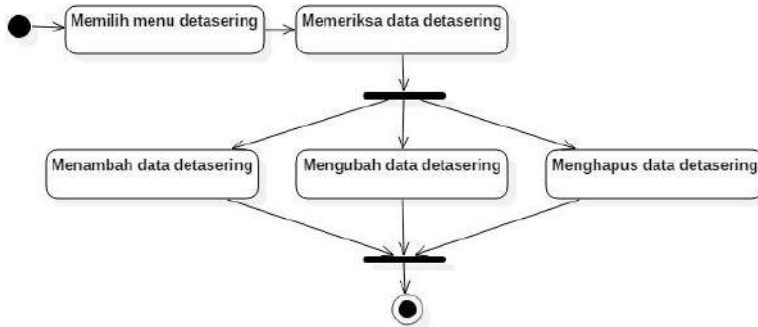 Memilih menu detasering
Memeriksa data detasering
Menambah data detasering
Mengubah data detasering
Menghapus data detasering